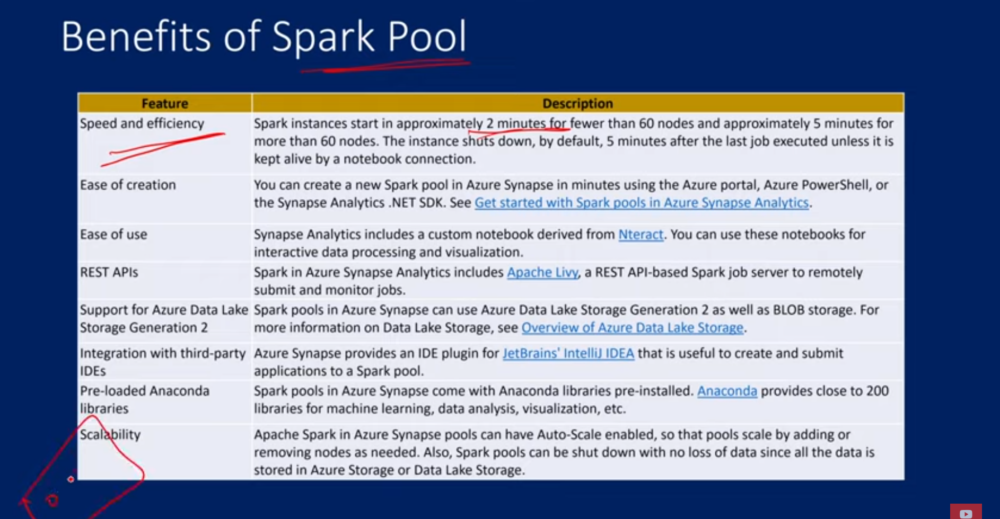 Benefits of Spark Pool
Feature
Description
Speed and efficiency
Spark instances start in approximately 2 minutes for fewer than 60 nodes and approximately 5 minutes for
more than 60 nodes. The instance shuts down, by default, 5 minutes after the last job executed unless it is
kept alive by a notebook connection.
Ease of creation
You can create a new Spark pool in Azure Synapse in minutes using the Azure portal, Azure PowerShell, or
the Synapse Analytics .NET SDK. See Get started with Spark pools in Azure Synapse Analytics.
Ease of use
Synapse Analytics includes a custom notebook derived from Nteract. You can use these notebooks for
interactive data processing and visualization.
REST APIs
Spark in Azure Synapse Analytics includes Apache Livy, a REST API-based Spark job server to remotely
submit and monitor jobs.
Support for Azure Data Lake
Storage Generation 2
Spark pools in Azure Synapse can use Azure Data Lake Storage Generation 2 as well as BLOB storage. For
more information on Data Lake Storage, see Overview of Azure Data Lake Storage.
Integration with third-party
IDEs
Azure Synapse provides an IDE plugin for JetBrains' IntelliJ IDEA that is useful to create and submit
applications to a Spark pool.
Pre-loaded Anaconda
libraries
Spark pools in Azure Synapse come with Anaconda libraries pre-installed. Anaconda provides close to 200
libraries for machine learning, data analysis, visualization, etc.
Scalability
Apache Spark in Azure Synapse pools can have Auto-Scale enabled, so that pools scale by adding or
removing nodes as needed. Also, Spark pools can be shut down with no loss of data since all the data is
stored in Azure Storage or Data Lake Storage.